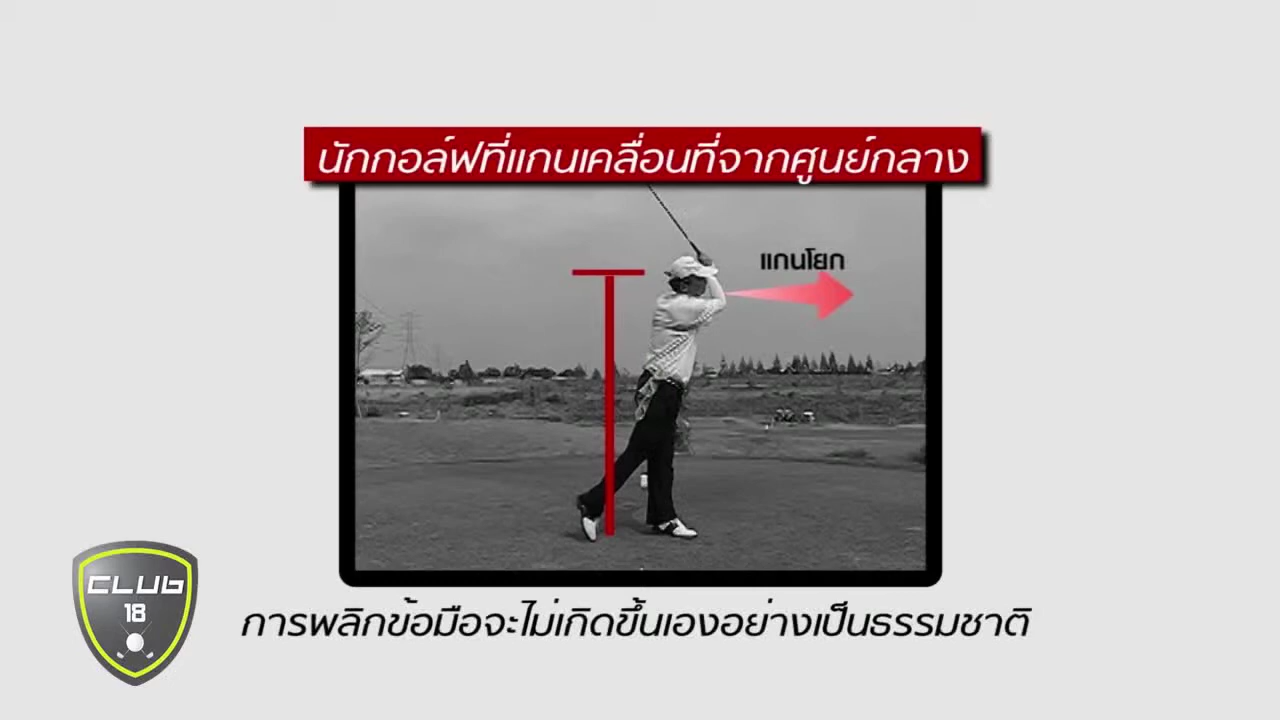 นักกอล์ฟที่แกนเคลื่อนที่จากศูนย์กลาง
แกนโยก
CLUB
18
การพลิกข้อมือจะไม่เกิดขึ้นเองอย่างเป็นธรรมชาติ